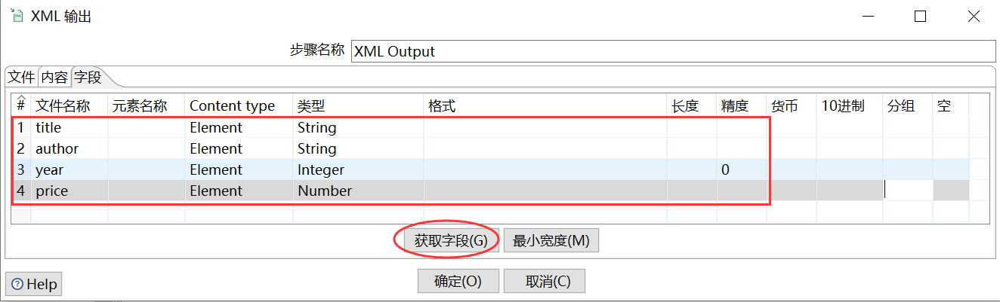 XML 输出
步骤名称 XML Output
文件 内容 字段
# 文件名称 元素名称 Content type 类型 格式 长度 精度 货币 10进制 分组 空
1 title Element String
2 author Element String
3 year Element Integer 0
4 price Element Number
获取字段(G) 最小宽度(M)
Help 确定(O) 取消(C)